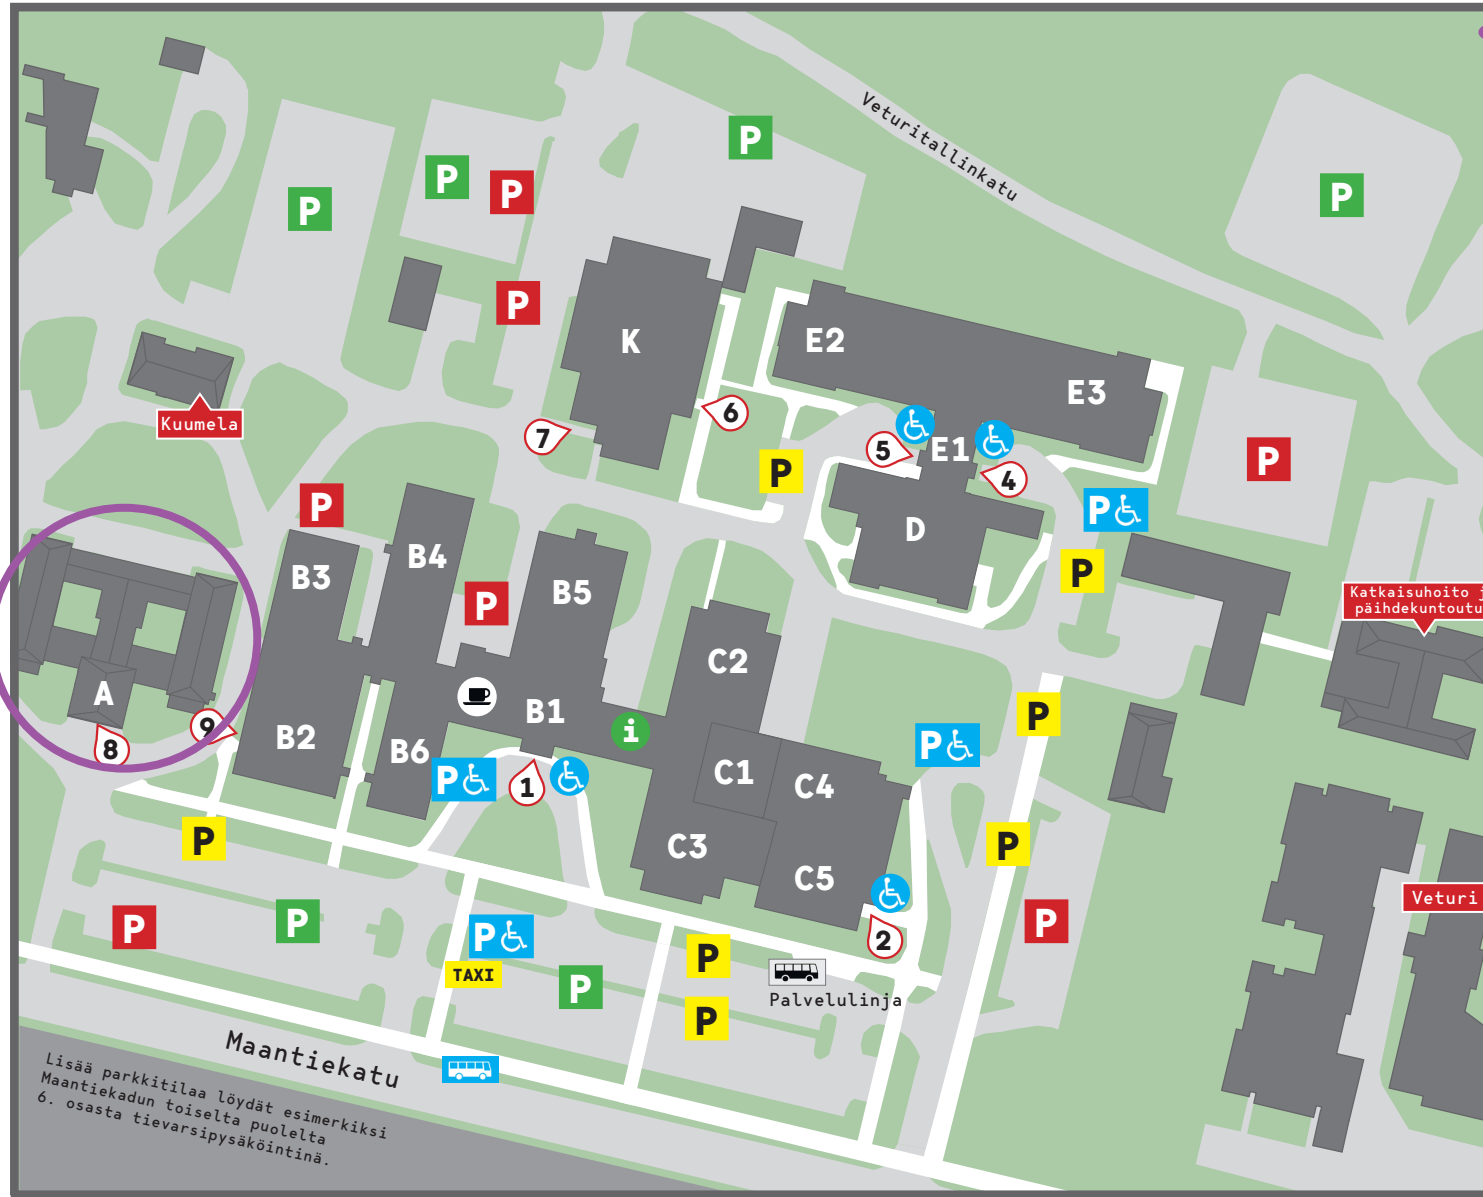 Veturitallinkatu
P
P
P
P
P
P
P
K
E2
E3
E1
Kuumela
7
6
5
4
P
P
P
P
P
D
B3
B4
B5
P
Katkaisuhoito j
päihdekuntoutu
A
8
9
B2
B6
B1
i
C2
C1
C4
C3
C5
P
1
P
P
P
P
P
P
P
P
TAXI
P
P
P
2
Palvelulinja
Veturi
Maantiekatu
Lisää parkkitilaa löydät esimerkiksi
Maantiekadun toiselta puolelta
6. osasta tievarsipysäköintinä.